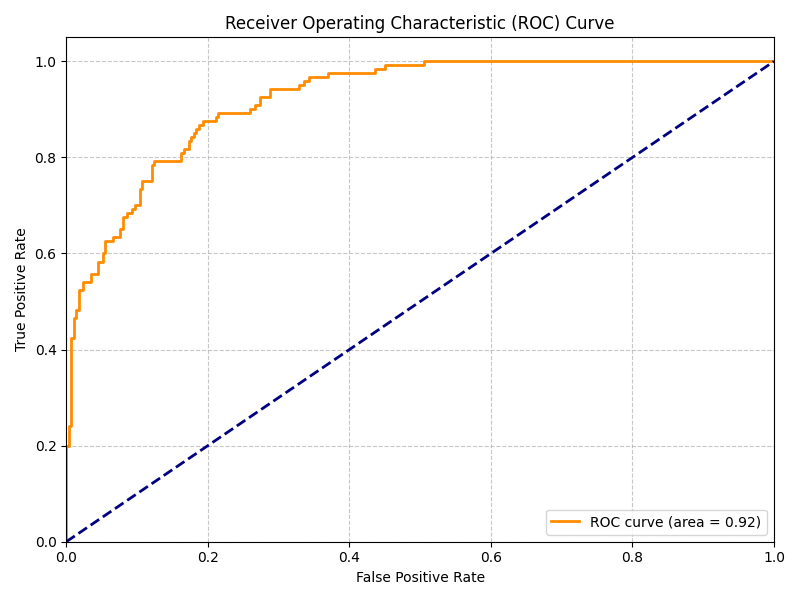 Receiver Operating Characteristic (ROC) Curve
1.0
0.8
0.6
0.4
0.2
0.0
True Positive Rate
ROC curve (area = 0.92)
0.0 0.2 0.4 0.6 0.8 1.0
False Positive Rate